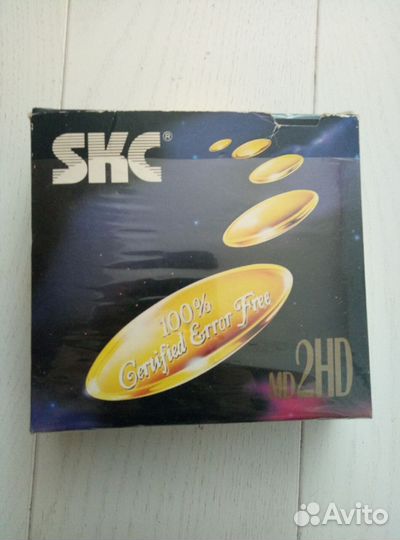 SKC®
100%
Certified Error Free
MD2HD
Avito